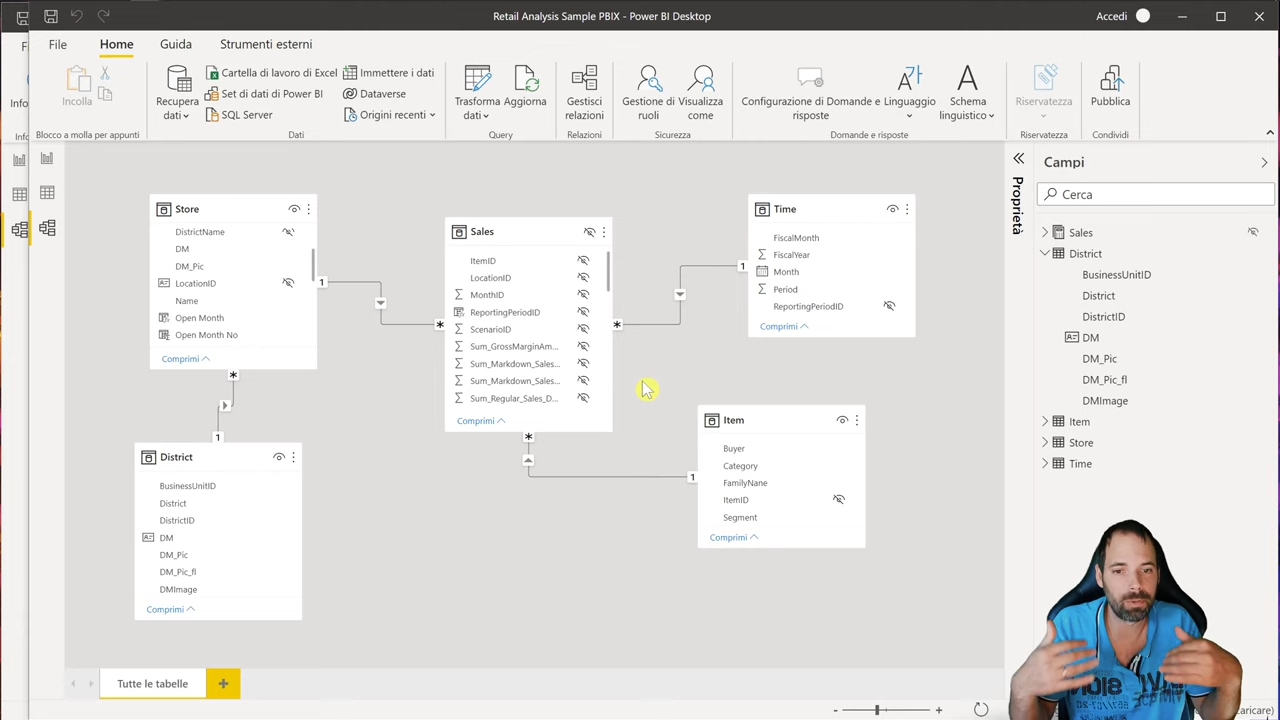 Retail Analysis Sample PBIX - Power BI Desktop
Accedi
File
Home
Guida
Strumenti esterni
Incolla
Blocco a molla per appunti
Recupera dati
Cartella di lavoro di Excel
Set di dati di Power BI
SQL Server
Immettere i dati
Dataverse
Origini recenti
Dati
Trasforma dati
Aggiorna
Query
Gestisci relazioni
Relazioni
Gestione di ruoli
Visualizza come
Sicurezza
Configurazione di Domande e risposte
Linguaggio
Schema linguistico
Domande e risposte
Riservatezza
Riservatezza
Pubblica
Condividi
Store
DistrictName
DM
DM_Pic
LocationID
Name
Open Month
Open Month No
Comprimi
1
*
*
1
District
BusinessUnitID
District
DistrictID
DM
DM_Pic
DM_Pic_fl
DMImage
Comprimi
Sales
ItemID
LocationID
MonthID
ReportingPeriodID
ScenarioID
Sum_GrossMarginAm...
Sum_Markdown_Sales...
Sum_Markdown_Sales...
Sum_Regular_Sales_D...
Comprimi
*
*
1
1
Time
FiscalMonth
FiscalYear
Month
Period
ReportingPeriodID
Comprimi
Item
Buyer
Category
FamilyNane
ItemID
Segment
Comprimi
Proprietà
Campi
Cerca
Sales
District
BusinessUnitID
District
DistrictID
DM
DM_Pic
DM_Pic_fl
DMImage
Item
Store
Time
Tutte le tabelle
+
-
+